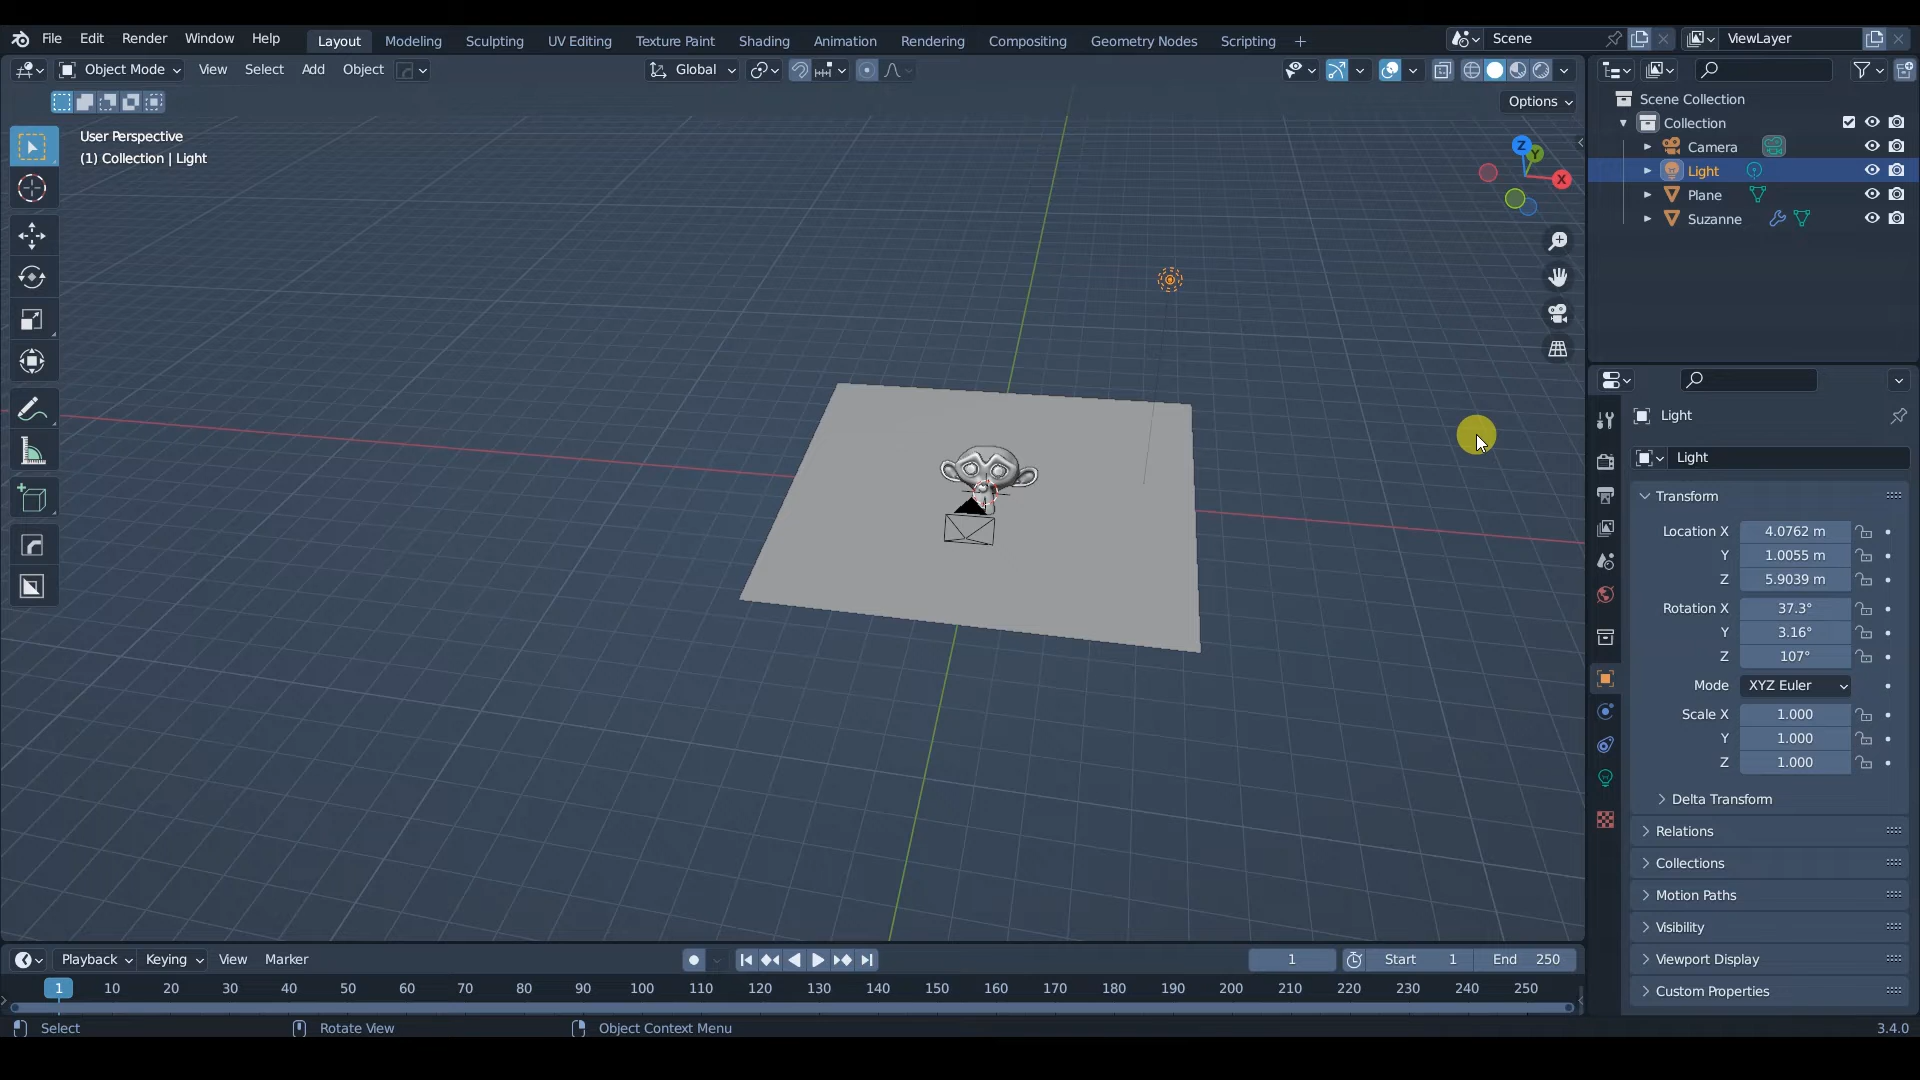 File Edit Render Window Help Layout Modeling Sculpting UV Editing Texture Paint Shading Animation Rendering Compositing Geometry Nodes Scripting + Scene ViewLayer
Object Mode View Select Add Object Global
Options
User Perspective
(1) Collection | Light
Z
Y
X
Scene Collection
Collection
Camera
Light
Plane
Suzanne
Light
Light
Transform
Location X 4.0762 m
Y 1.0055 m
Z 5.9039 m
Rotation X 37.3°
Y 3.16°
Z 107°
Mode XYZ Euler
Scale X 1.000
Y 1.000
Z 1.000
Delta Transform
Relations
Collections
Motion Paths
Visibility
Viewport Display
Custom Properties
Playback Keying View Marker 1 Start 1 End 250
1 10 20 30 40 50 60 70 80 90 100 110 120 130 140 150 160 170 180 190 200 210 220 230 240 250
Select Rotate View Object Context Menu 3.4.0